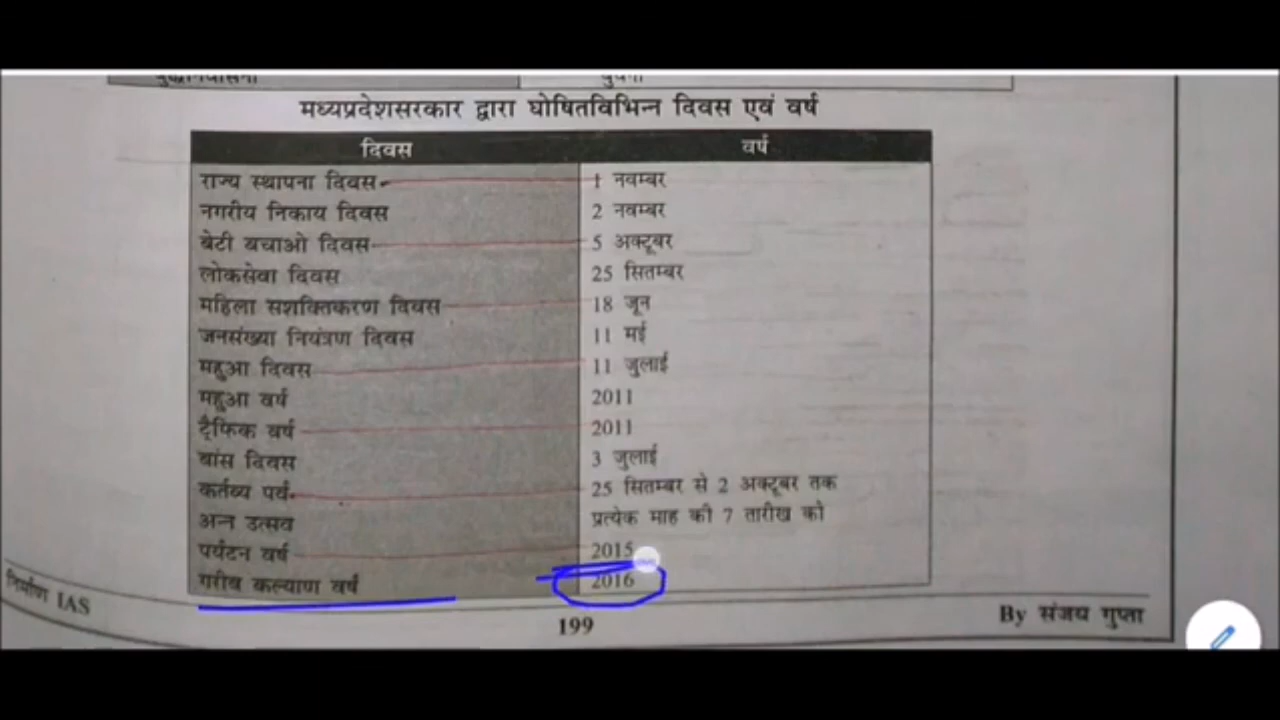 मध्यप्रदेशसरकार द्वारा घोषितविभिन्न दिवस एवं वर्ष
दिवस वर्ष
राज्य स्थापना दिवस 1 नवम्बर
नगरीय निकाय दिवस 2 नवम्बर
बेटी बचाओ दिवस 5 अक्टूबर
लोकसेवा दिवस 25 सितम्बर
महिला सशक्तिकरण दिवस 18 जून
जनसंख्या नियंत्रण दिवस 11 मई
महुआ दिवस 11 जुलाई
महुआ वर्ष 2011
ट्रैफिक वर्ष 2011
बांस दिवस 3 जुलाई
कर्तव्य पर्व 25 सितम्बर से 2 अक्टूबर तक
अन्न उत्सव प्रत्येक माह की 7 तारीख को
पर्यटन वर्ष 2015
गरीब कल्याण वर्ष 2016
निर्माण IAS
199
By संजय गुप्ता